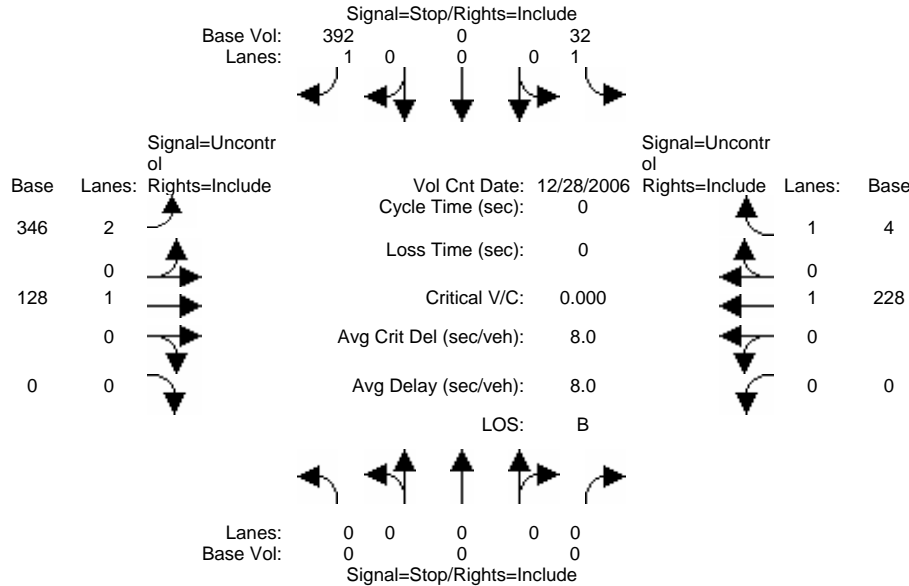 Signal=Stop/Rights=Include
Base Vol: 392 0 32
Lanes: 1 0 0 0 1
Signal=Uncontr
ol
Rights=Include
Signal=Uncontr
ol
Rights=Include
Base Lanes: Vol Cnt Date: 12/28/2006 Lanes: Base
Cycle Time (sec): 0
346 2 1 4
Loss Time (sec): 0
0 0
128 1 Critical V/C: 0.000 1 228
0 Avg Crit Del (sec/veh): 8.0 0
0 0 Avg Delay (sec/veh): 8.0 0 0
LOS: B
Lanes: 0 0 0 0 0
Base Vol: 0 0 0
Signal=Stop/Rights=Include